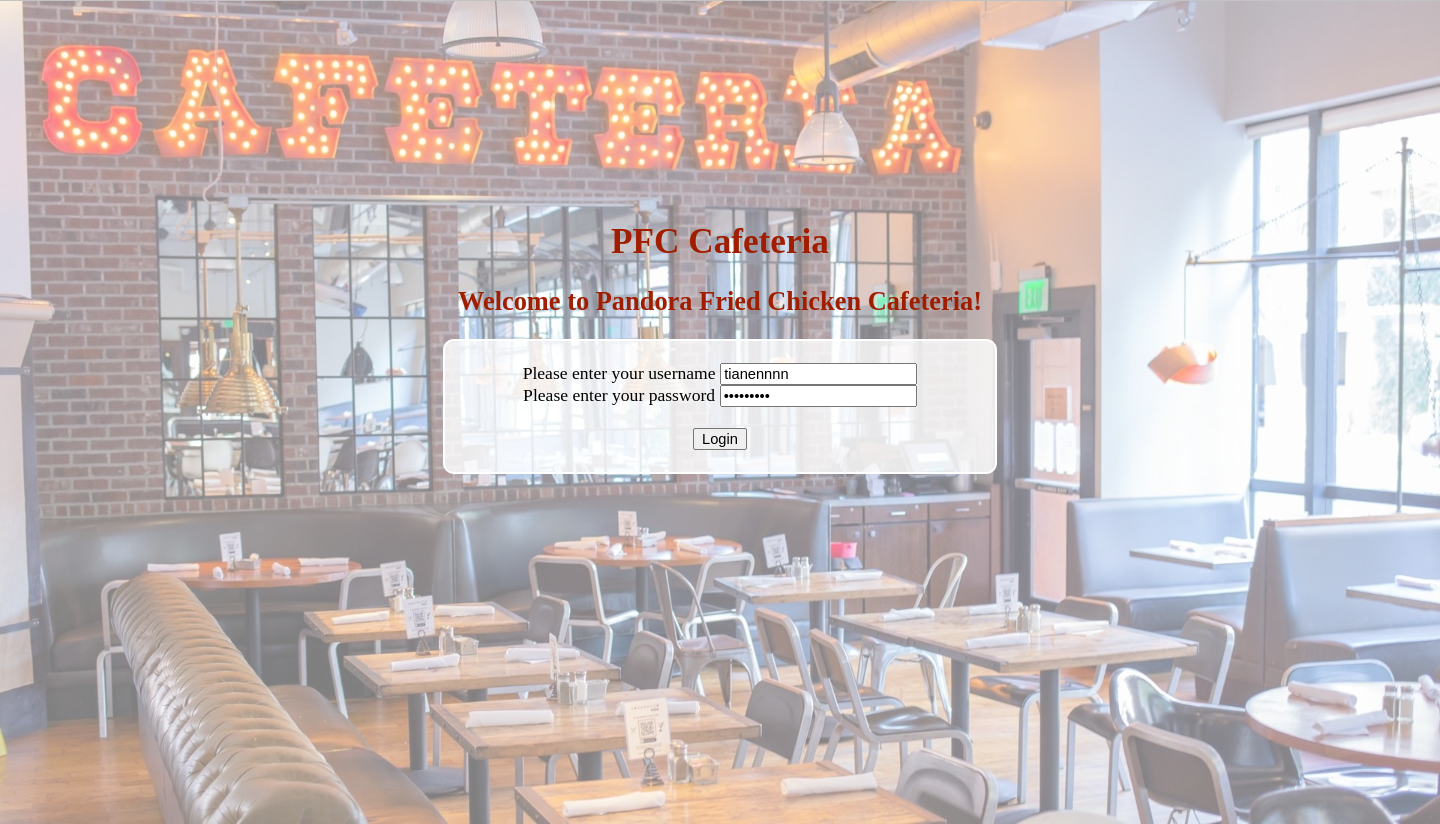 CAFETERIA
PFC Cafeteria
Welcome to Pandora Fried Chicken Cafeteria!
Please enter your username tianennnn
Please enter your password •••••••••
Login